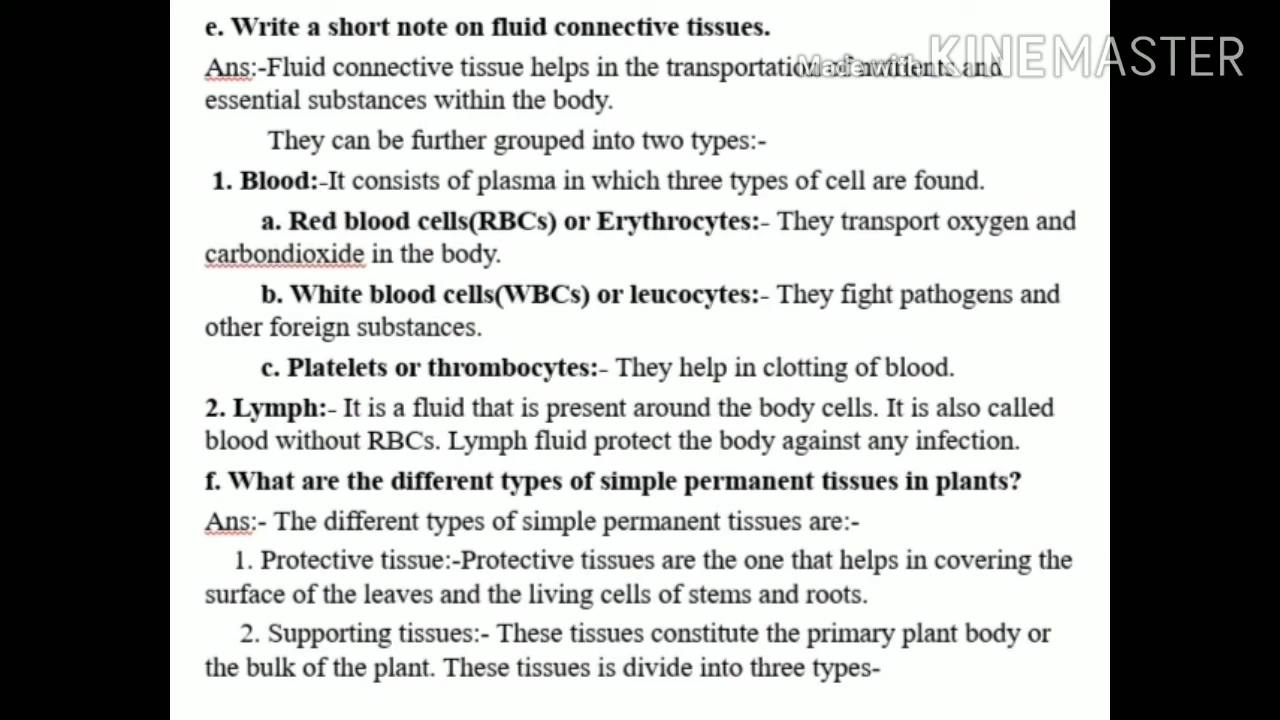 e. Write a short note on fluid connective tissues.
Made with KINEMASTER
Ans:-Fluid connective tissue helps in the transportation of nutrients and
essential substances within the body.
They can be further grouped into two types:-
1. Blood:-It consists of plasma in which three types of cell are found.
a. Red blood cells(RBCs) or Erythrocytes:- They transport oxygen and
carbondioxide in the body.
b. White blood cells(WBCs) or leucocytes:- They fight pathogens and
other foreign substances.
c. Platelets or thrombocytes:- They help in clotting of blood.
2. Lymph:- It is a fluid that is present around the body cells. It is also called
blood without RBCs. Lymph fluid protect the body against any infection.
f. What are the different types of simple permanent tissues in plants?
Ans:- The different types of simple permanent tissues are:-
1. Protective tissue:-Protective tissues are the one that helps in covering the
surface of the leaves and the living cells of stems and roots.
2. Supporting tissues:- These tissues constitute the primary plant body or
the bulk of the plant. These tissues is divide into three types-